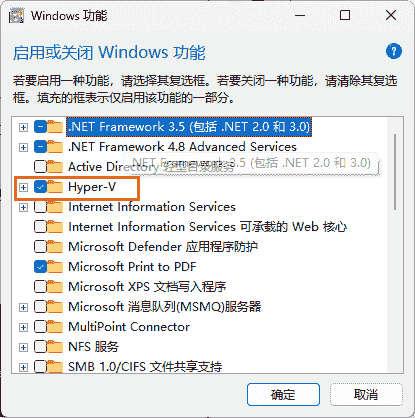 Windows 功能
启用或关闭 Windows 功能
?
若要启用一种功能，请选择其复选框。若要关闭一种功能，请清除其复选
框。填充的框表示仅启用该功能的一部分。
.NET Framework 3.5 (包括 .NET 2.0 和 3.0)
.NET Framework 4.8 Advanced Services
Active Directory 轻型目录服务
.NET Framework 3.5 (包括 .NET 2.0 和 3.0)
Hyper-V
Internet Information Services
Internet Information Services 可承载的 Web 核心
Microsoft Defender 应用程序防护
Microsoft Print to PDF
Microsoft XPS 文档写入程序
Microsoft 消息队列(MSMQ)服务器
MultiPoint Connector
NFS 服务
SMB 1.0/CIFS 文件共享支持
确定
取消